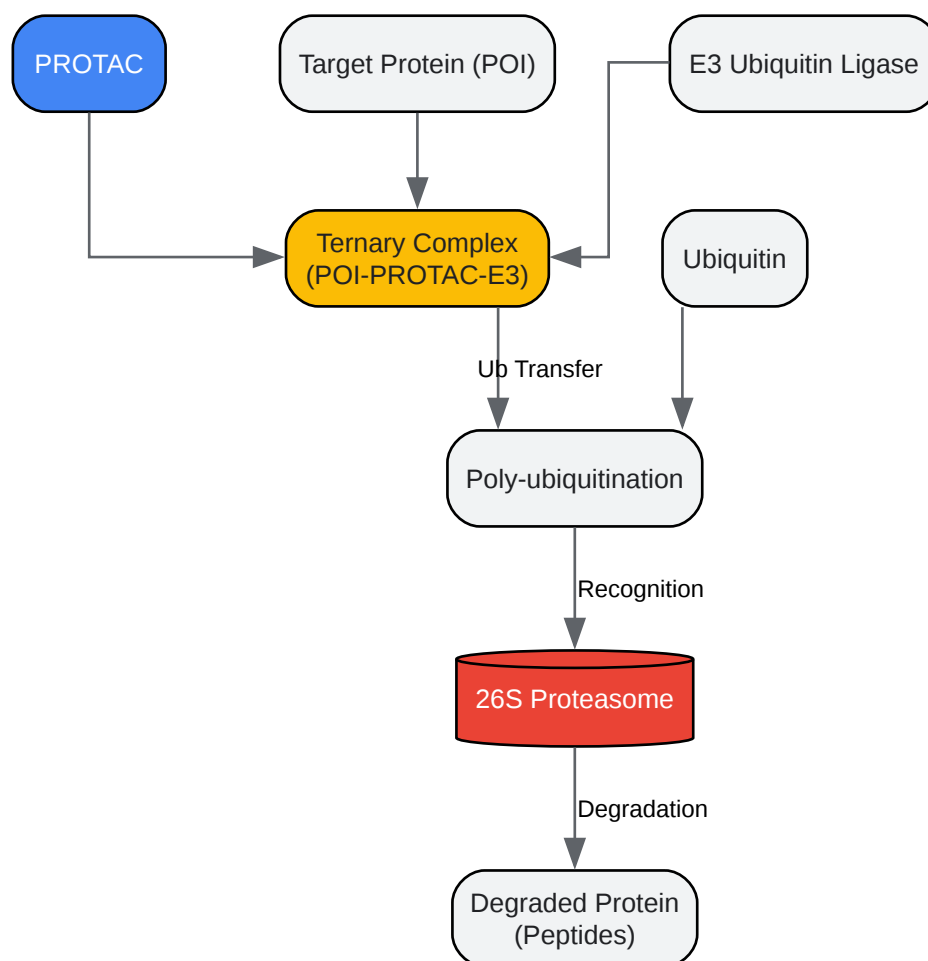 PROTAC
Target Protein (POI)
E3 Ubiquitin Ligase
Ternary Complex
(POI-PROTAC-E3)
Ubiquitin
Ub Transfer
Poly-ubiquitination
Recognition
26S Proteasome
Degradation
Degraded Protein
(Peptides)